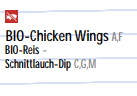 BIO-Chicken Wings A,F
BIO-Reis -
Schnittlauch-Dip C,G,M